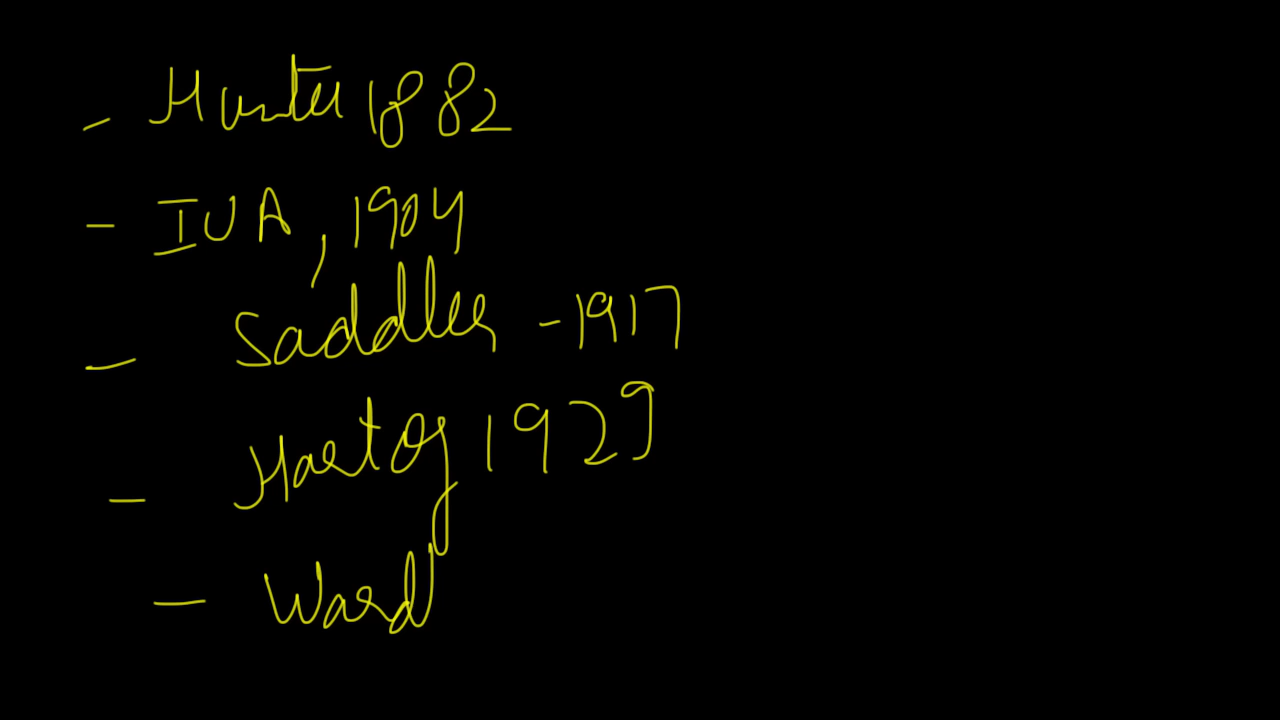 - Hunter 1882
- IUA, 1904
- Saddler - 1917
- Hartog 1929
- Ward